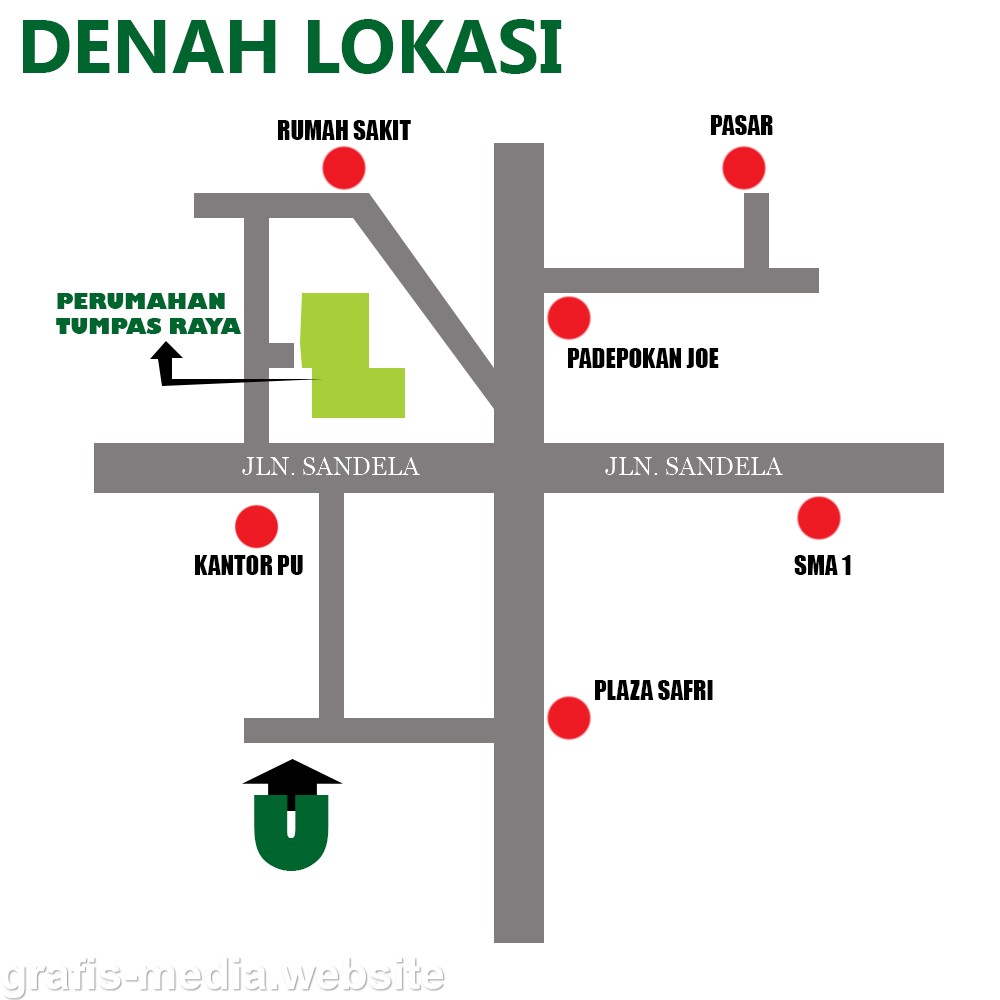 DENAH LOKASI
RUMAH SAKIT
PASAR
PERUMAHAN
TUMPAS RAYA
PADEPOKAN JOE
JLN. SANDELA
JLN. SANDELA
KANTOR PU
SMA 1
PLAZA SAFRI
U
grafis-media.website